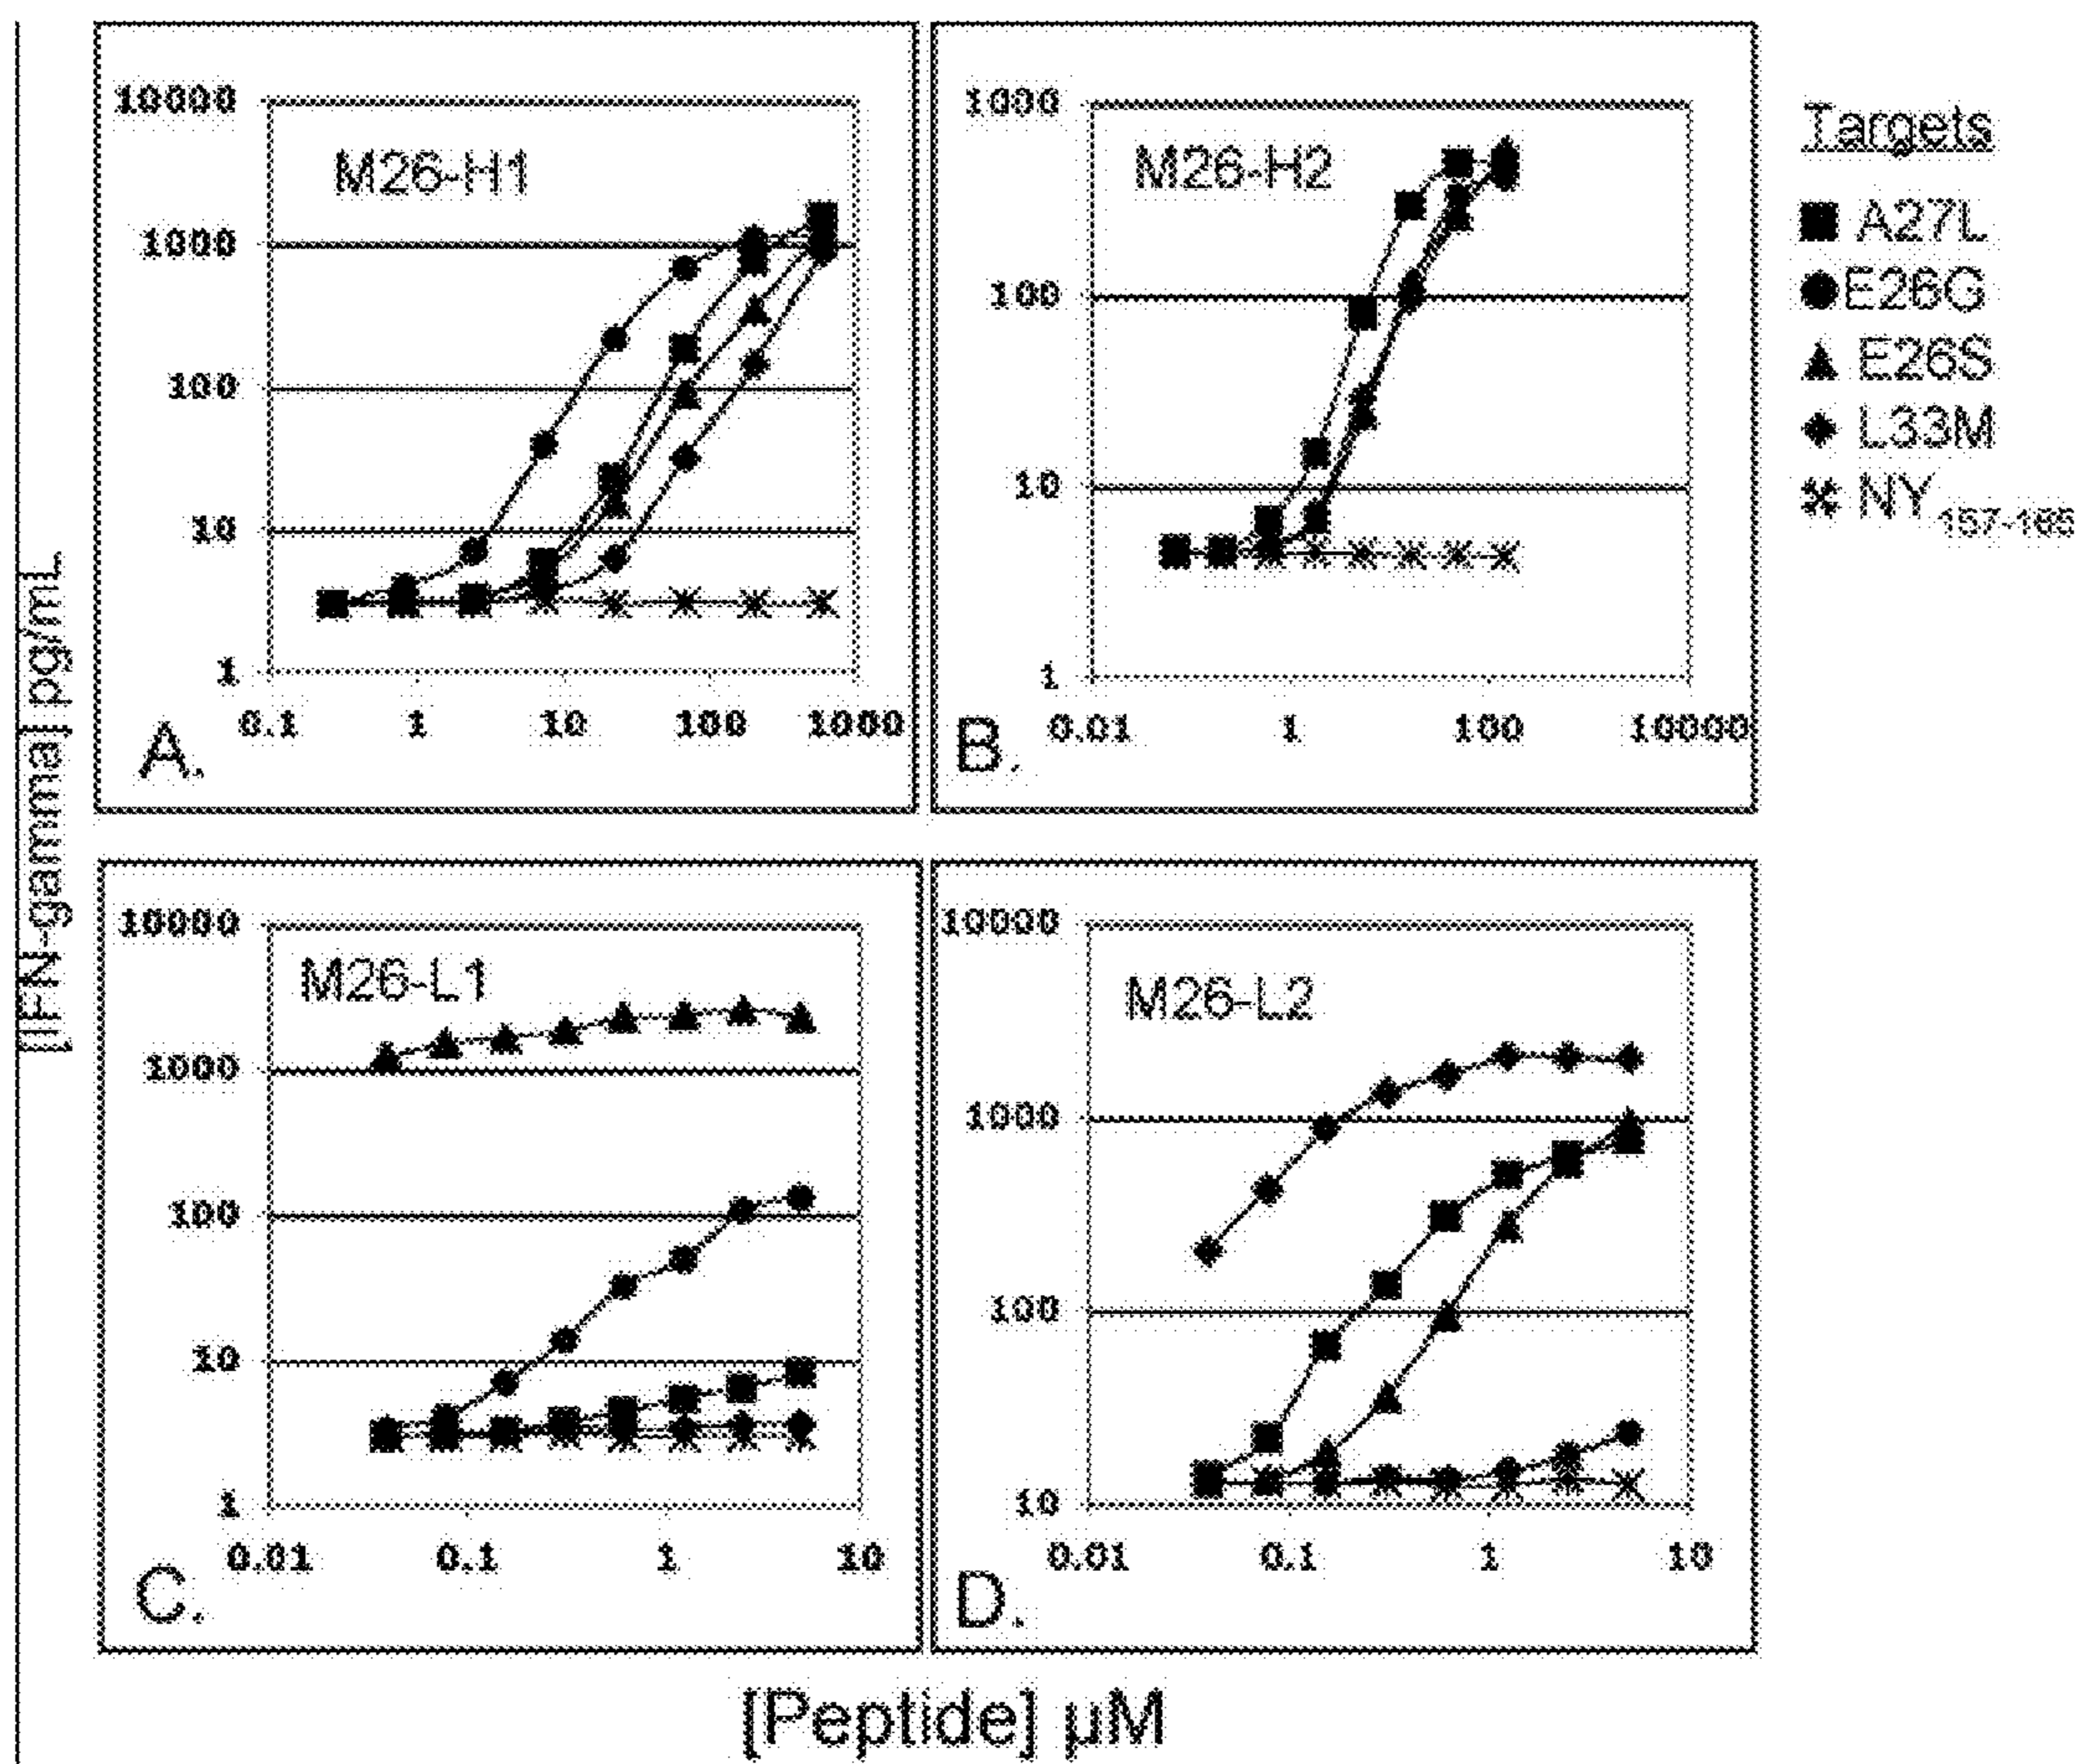 [IFN-gamma] pg/mL
M26-H1
10000
1000
100
10
1
0.1 1 10 100 1000
A.
M26-H2
1000
100
10
1
0.01 1 100 10000
B.
Targets
A27L
E26G
E26S
L33M
NY157-165
M26-L1
10000
1000
100
10
1
0.01 0.1 1 10
C.
M26-L2
10000
1000
100
10
0.01 0.1 1 10
D.
[Peptide] µM